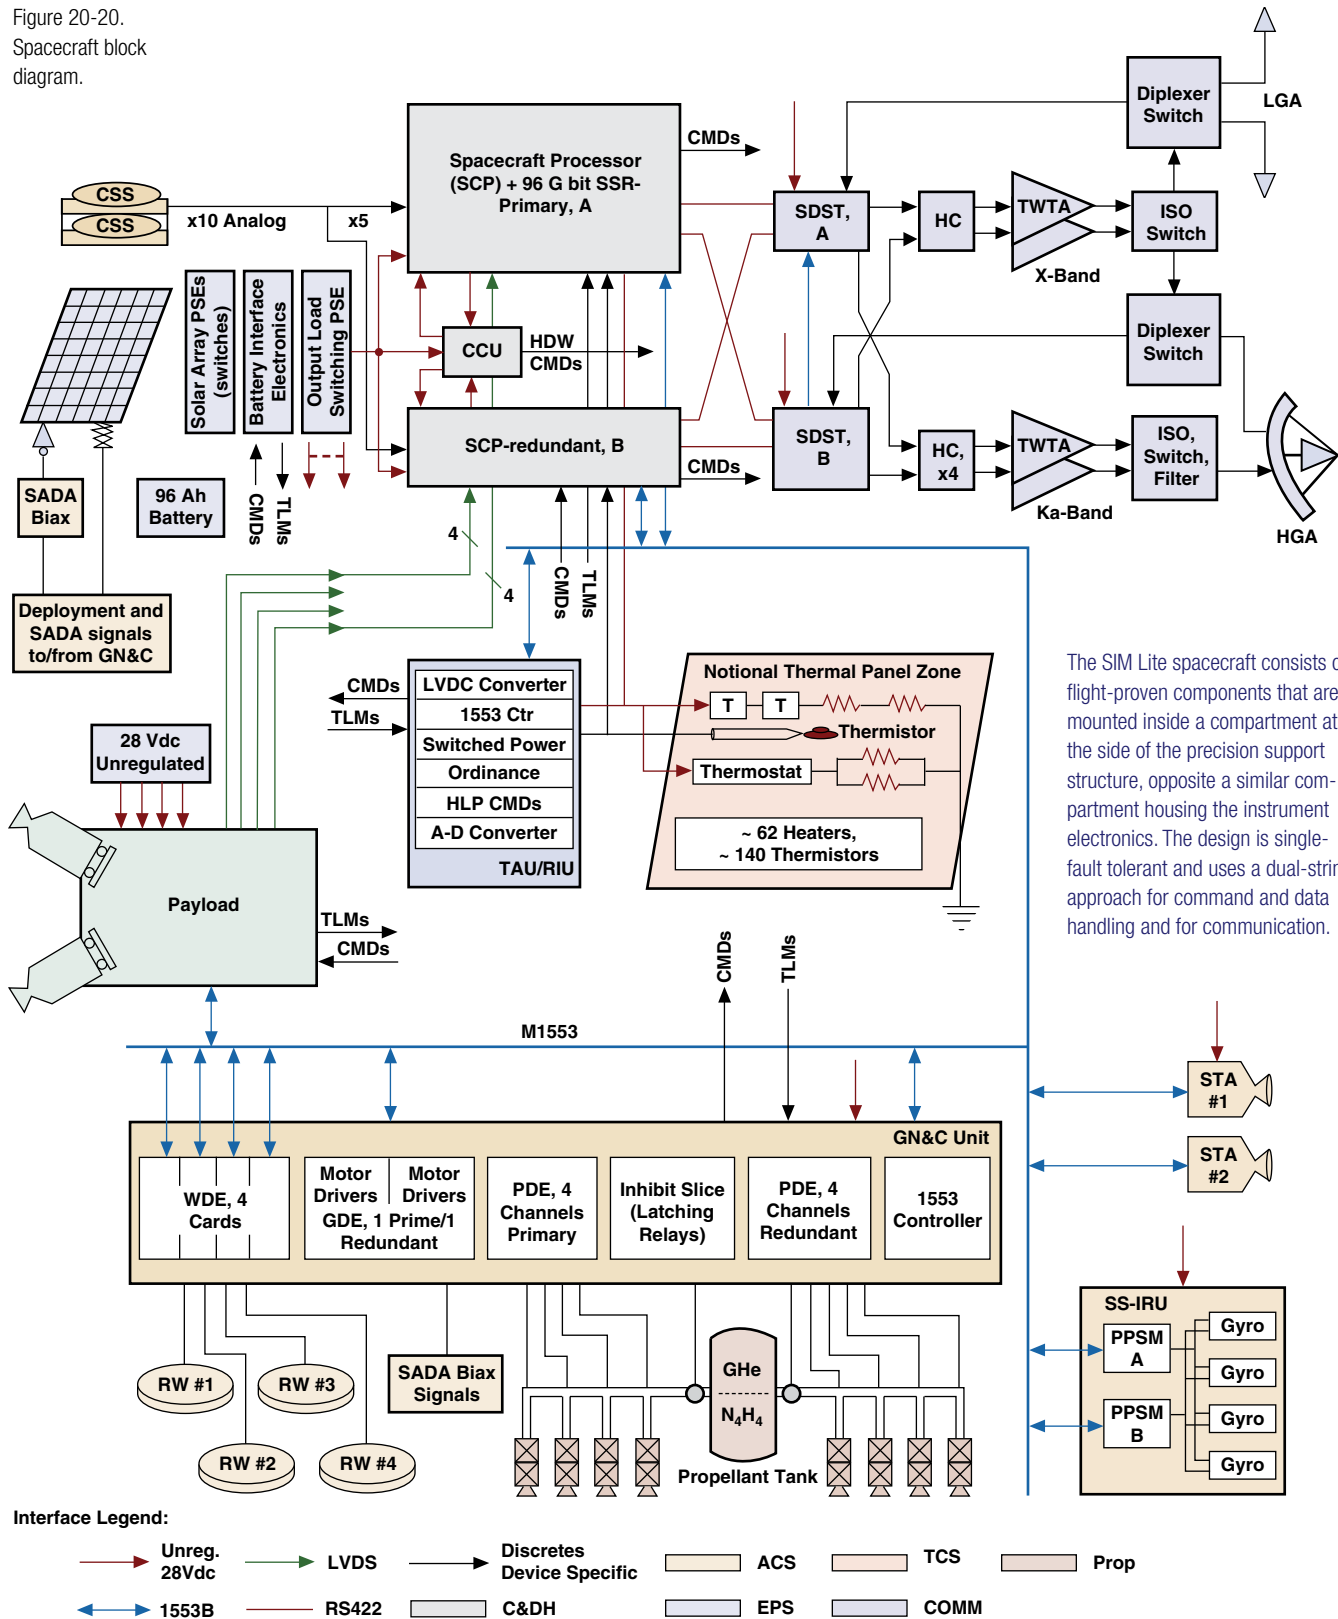 Figure 20-20.
Spacecraft block
diagram.
CSS
CSS
x10 Analog
x5
Spacecraft Processor
(SCP) + 96 G bit SSR-
Primary, A
CMDs
SDST,
A
HC
TWTA
X-Band
ISO
Switch
Diplexer
Switch
LGA
Solar Array PSEs
(switches)
Battery Interface
Electronics
Output Load
Switching PSE
CCU
HDW
CMDs
Diplexer
Switch
SCP-redundant, B
CMDs
SDST,
B
HC,
x4
TWTA
Ka-Band
ISO,
Switch,
Filter
HGA
SADA
Biax
96 Ah
Battery
CMDs
TLMs
4
4
CMDs
TLMs
Deployment and
SADA signals
to/from GN&C
CMDs
TLMs
LVDC Converter
1553 Ctr
Switched Power
Ordinance
HLP CMDs
A-D Converter
TAU/RIU
Notional Thermal Panel Zone
T
T
Thermistor
Thermostat
~ 62 Heaters,
~ 140 Thermistors
The SIM Lite spacecraft consists
flight-proven components that are
mounted inside a compartment at
the side of the precision support
structure, opposite a similar com-
partment housing the instrument
electronics. The design is single-
fault tolerant and uses a
approach for command and data
handling and for communication.
28 Vdc
Unregulated
Payload
TLMs
CMDs
CMDs
TLMs
M1553
STA
#1
STA
#2
GN&C Unit
WDE, 4
Cards
Motor
Drivers
Motor
Drivers
GDE, 1 Prime/1
Redundant
PDE, 4
Channels
Primary
Inhibit Slice
(Latching
Relays)
PDE, 4
Channels
Redundant
1553
Controller
SS-IRU
PPSM
A
PPSM
B
Gyro
Gyro
Gyro
Gyro
RW #1
RW #3
RW #2
RW #4
SADA Biax
Signals
GHe
N4H4
Propellant Tank
Interface Legend:
Unreg.
28Vdc
LVDS
Discretes
Device Specific
ACS
TCS
Prop
1553B
RS422
C&DH
EPS
COMM